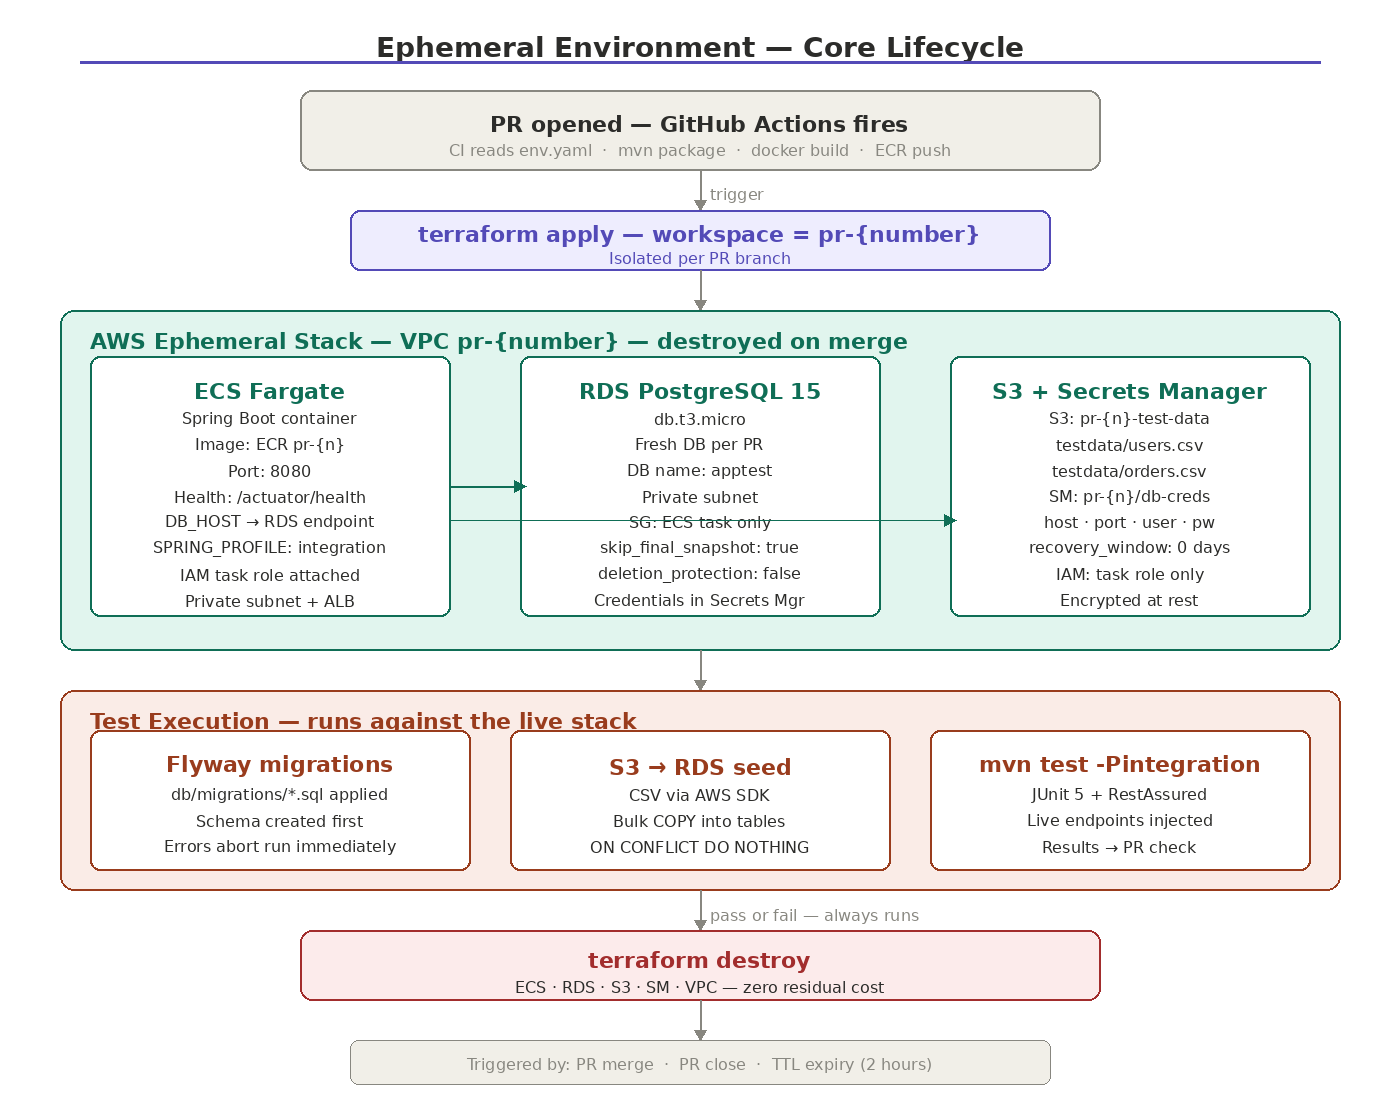 Ephemeral Environment — Core Lifecycle
PR opened — GitHub Actions fires
CI reads env.yaml · mvn package · docker build · ECR push
trigger
terraform apply — workspace = pr-{number}
Isolated per PR branch
AWS Ephemeral Stack — VPC pr-{number} — destroyed on merge
ECS Fargate
Spring Boot container
Image: ECR pr-{n}
Port: 8080
Health: /actuator/health
DB_HOST → RDS endpoint
SPRING_PROFILE: integration
IAM task role attached
Private subnet + ALB
RDS PostgreSQL 15
db.t3.micro
Fresh DB per PR
DB name: apptest
Private subnet
SG: ECS task only
skip_final_snapshot: true
deletion_protection: false
Credentials in Secrets Mgr
S3 + Secrets Manager
S3: pr-{n}-test-data
testdata/users.csv
testdata/orders.csv
SM: pr-{n}/db-creds
host · port · user · pw
recovery_window: 0 days
IAM: task role only
Encrypted at rest
Test Execution — runs against the live stack
Flyway migrations
db/migrations/*.sql applied
Schema created first
Errors abort run immediately
S3 → RDS seed
CSV via AWS SDK
Bulk COPY into tables
ON CONFLICT DO NOTHING
mvn test -Pintegration
JUnit 5 + RestAssured
Live endpoints injected
Results → PR check
pass or fail — always runs
terraform destroy
ECS · RDS · S3 · SM · VPC — zero residual cost
Triggered by: PR merge · PR close · TTL expiry (2 hours)